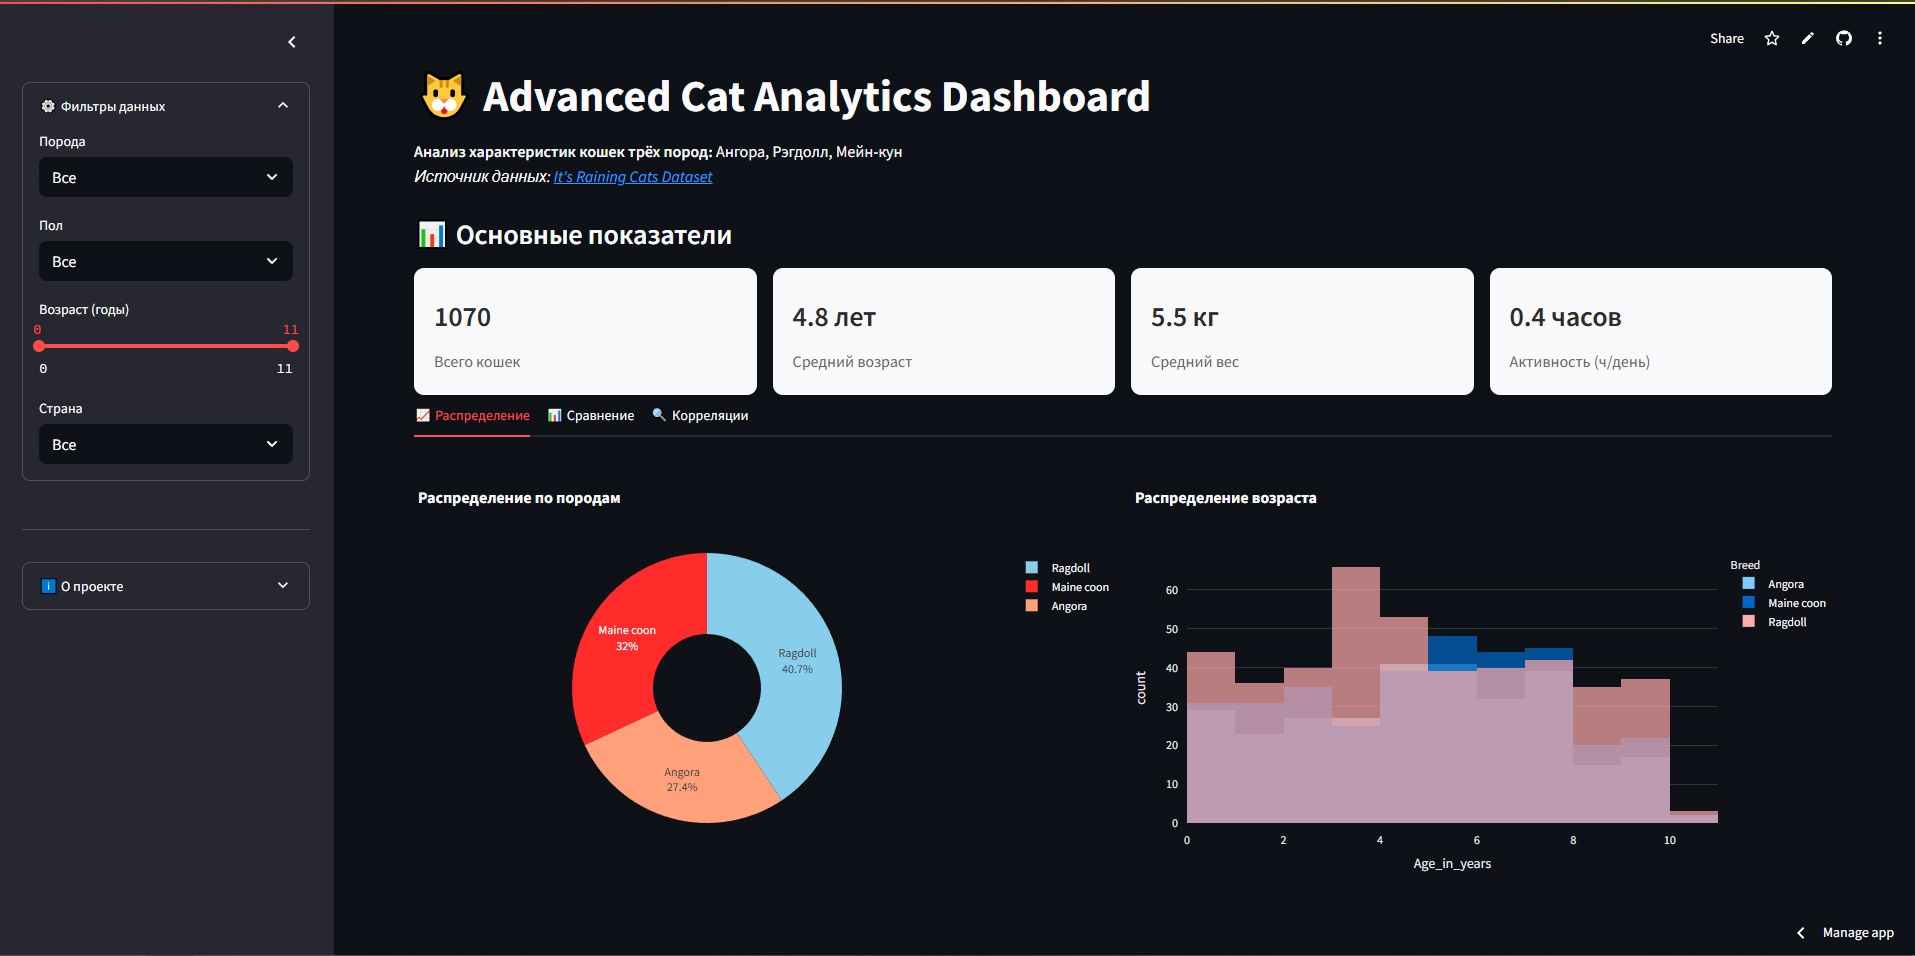 Share
Фильтры данных
Порода
Все
Пол
Все
Возраст (годы)
0 11
0 11
Страна
Все
О проекте
Advanced Cat Analytics Dashboard
Анализ характеристик кошек трёх пород: Ангора, Рэгдолл, Мейн-кун
Источник данных: It's Raining Cats Dataset
Основные показатели
1070
Всего кошек
4.8 лет
Средний возраст
5.5 кг
Средний вес
0.4 часов
Активность (ч/день)
Распределение Сравнение Корреляции
Распределение по породам
Maine coon
32%
Ragdoll
40.7%
Angora
27.4%
Ragdoll
Maine coon
Angora
Распределение возраста
60
50
40
30
20
10
0
count
0 2 4 6 8 10
Age_in_years
Breed
Angora
Maine coon
Ragdoll
Manage app